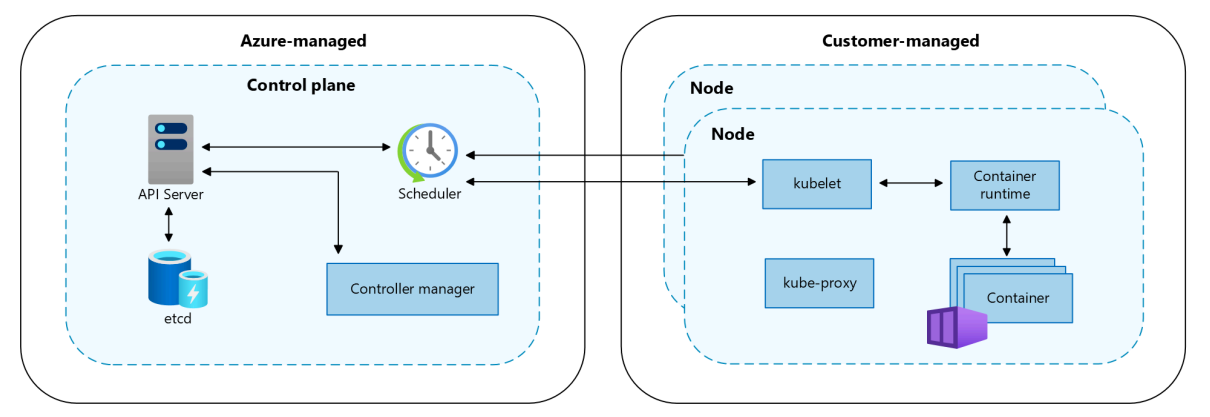 Azure-managed
Control plane
API Server
Scheduler
etcd
Controller manager
Customer-managed
Node
Node
kubelet
Container
runtime
kube-proxy
Container